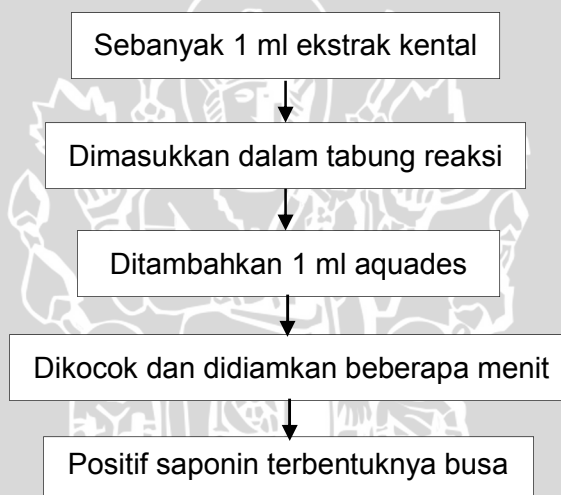 Sebanyak 1 ml ekstrak kental
Dimasukkan dalam tabung reaksi
Ditambahkan 1 ml aquades
Dikocok dan didiamkan beberapa menit
Positif saponin terbentuknya busa